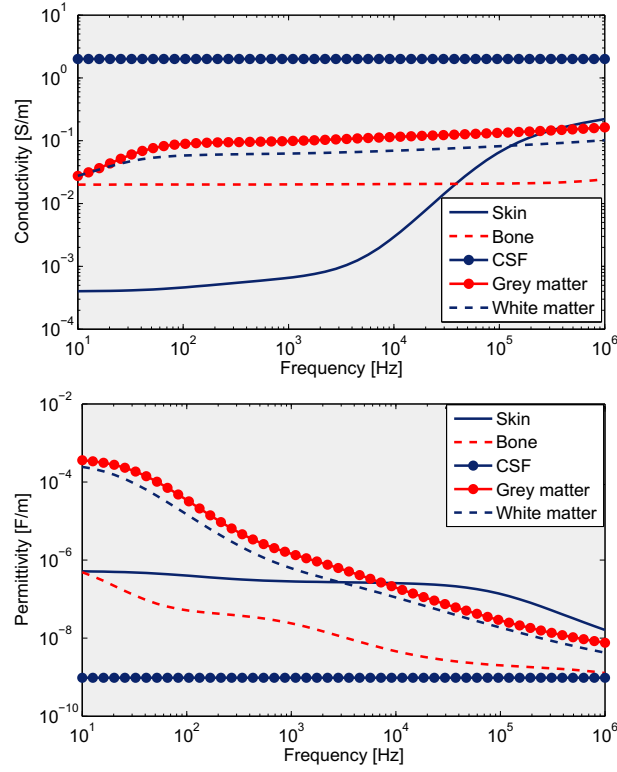 10^1
10^0
10^-1
10^-2
10^-3
10^-4
Conductivity [S/m]
Skin
Bone
CSF
Grey matter
White matter
10^1 10^2 10^3 10^4 10^5 10^6
Frequency [Hz]
10^-2
10^-4
10^-6
10^-8
10^-10
Permittivity [F/m]
Skin
Bone
CSF
Grey matter
White matter
10^1 10^2 10^3 10^4 10^5 10^6
Frequency [Hz]